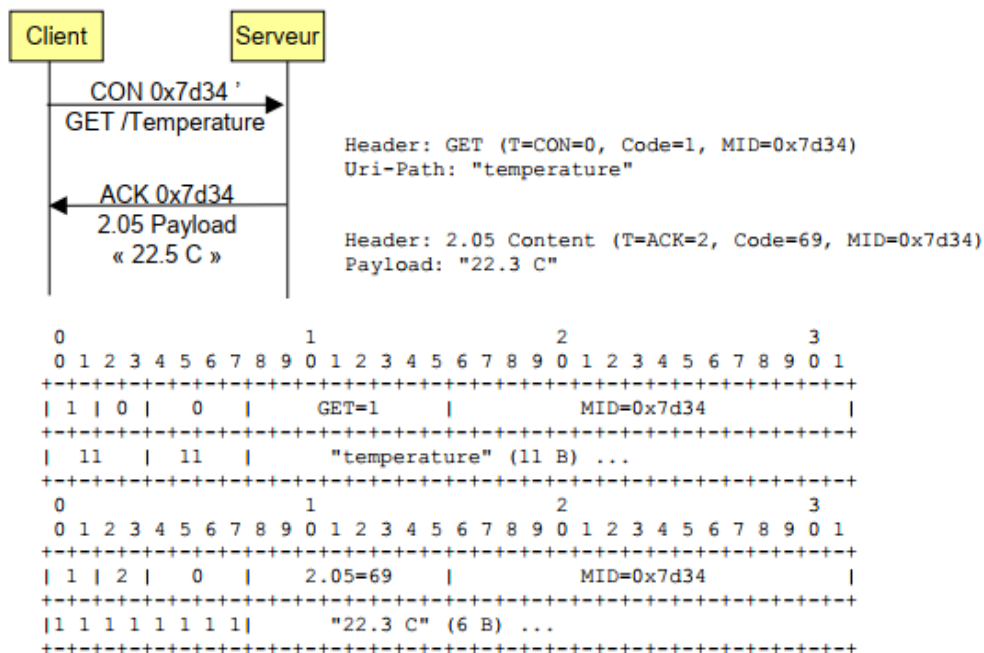 Client
Serveur
CON 0x7d34 '
GET /Temperature
Header: GET (T=CON=0, Code=1, MID=0x7d34)
Uri-Path: "temperature"
ACK 0x7d34
2.05 Payload
« 22.5 C »
Header: 2.05 Content (T=ACK=2, Code=69, MID=0x7d34)
Payload: "22.3 C"
0 1 2 3
0 1 2 3 4 5 6 7 8 9 0 1 2 3 4 5 6 7 8 9 0 1 2 3 4 5 6 7 8 9 0 1
+-+-+-+-+-+-+-+-+-+-+-+-+-+-+-+-+-+-+-+-+-+-+-+-+-+-+-+-+-+-+-+-+
| 1 | 0 | 0 | GET=1 | MID=0x7d34 |
+-+-+-+-+-+-+-+-+-+-+-+-+-+-+-+-+-+-+-+-+-+-+-+-+-+-+-+-+-+-+-+-+
| 11 | 11 | "temperature" (11 B) ...
+-+-+-+-+-+-+-+-+-+-+-+-+-+-+-+-+-+-+-+-+-+-+-+-+-+-+-+-+-+-+-+-+
0 1 2 3
0 1 2 3 4 5 6 7 8 9 0 1 2 3 4 5 6 7 8 9 0 1 2 3 4 5 6 7 8 9 0 1
+-+-+-+-+-+-+-+-+-+-+-+-+-+-+-+-+-+-+-+-+-+-+-+-+-+-+-+-+-+-+-+-+
| 1 | 2 | 0 | 2.05=69 | MID=0x7d34 |
+-+-+-+-+-+-+-+-+-+-+-+-+-+-+-+-+-+-+-+-+-+-+-+-+-+-+-+-+-+-+-+-+
|1 1 1 1 1 1 1 1| "22.3 C" (6 B) ...
+-+-+-+-+-+-+-+-+-+-+-+-+-+-+-+-+-+-+-+-+-+-+-+-+-+-+-+-+-+-+-+-+